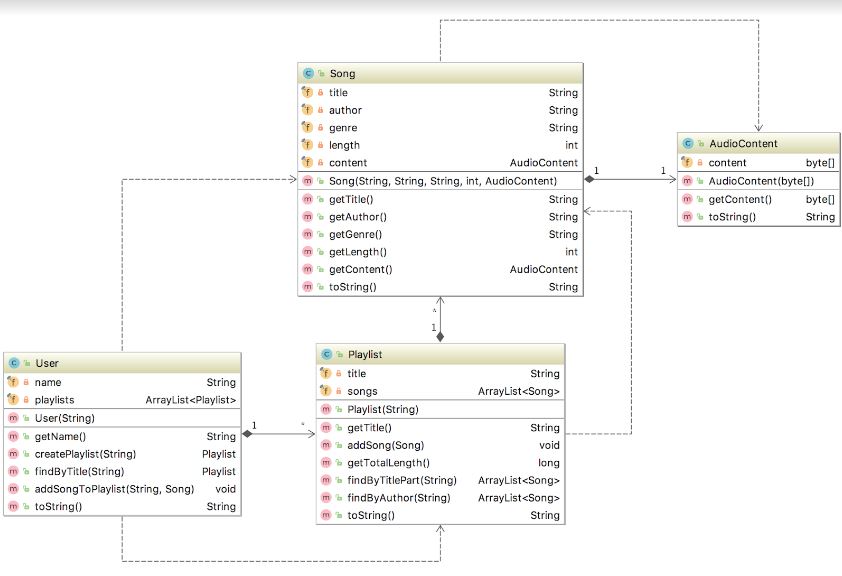 Song
title String
author String
genre String
length int
content AudioContent
Song(String, String, String, int, AudioContent)
getTitle() String
getAuthor() String
getGenre() String
getLength() int
getContent() AudioContent
toString() String
1 1
AudioContent
content byte[]
AudioContent(byte[])
getContent() byte[]
toString() String
*
1
User
name String
playlists ArrayList<Playlist>
User(String)
getName() String
createPlaylist(String) Playlist
findByTitle(String) Playlist
addSongToPlaylist(String, Song) void
toString() String
1 *
Playlist
title String
songs ArrayList<Song>
Playlist(String)
getTitle() String
addSong(Song) void
getTotalLength() long
findByTitlePart(String) ArrayList<Song>
findByAuthor(String) ArrayList<Song>
toString() String